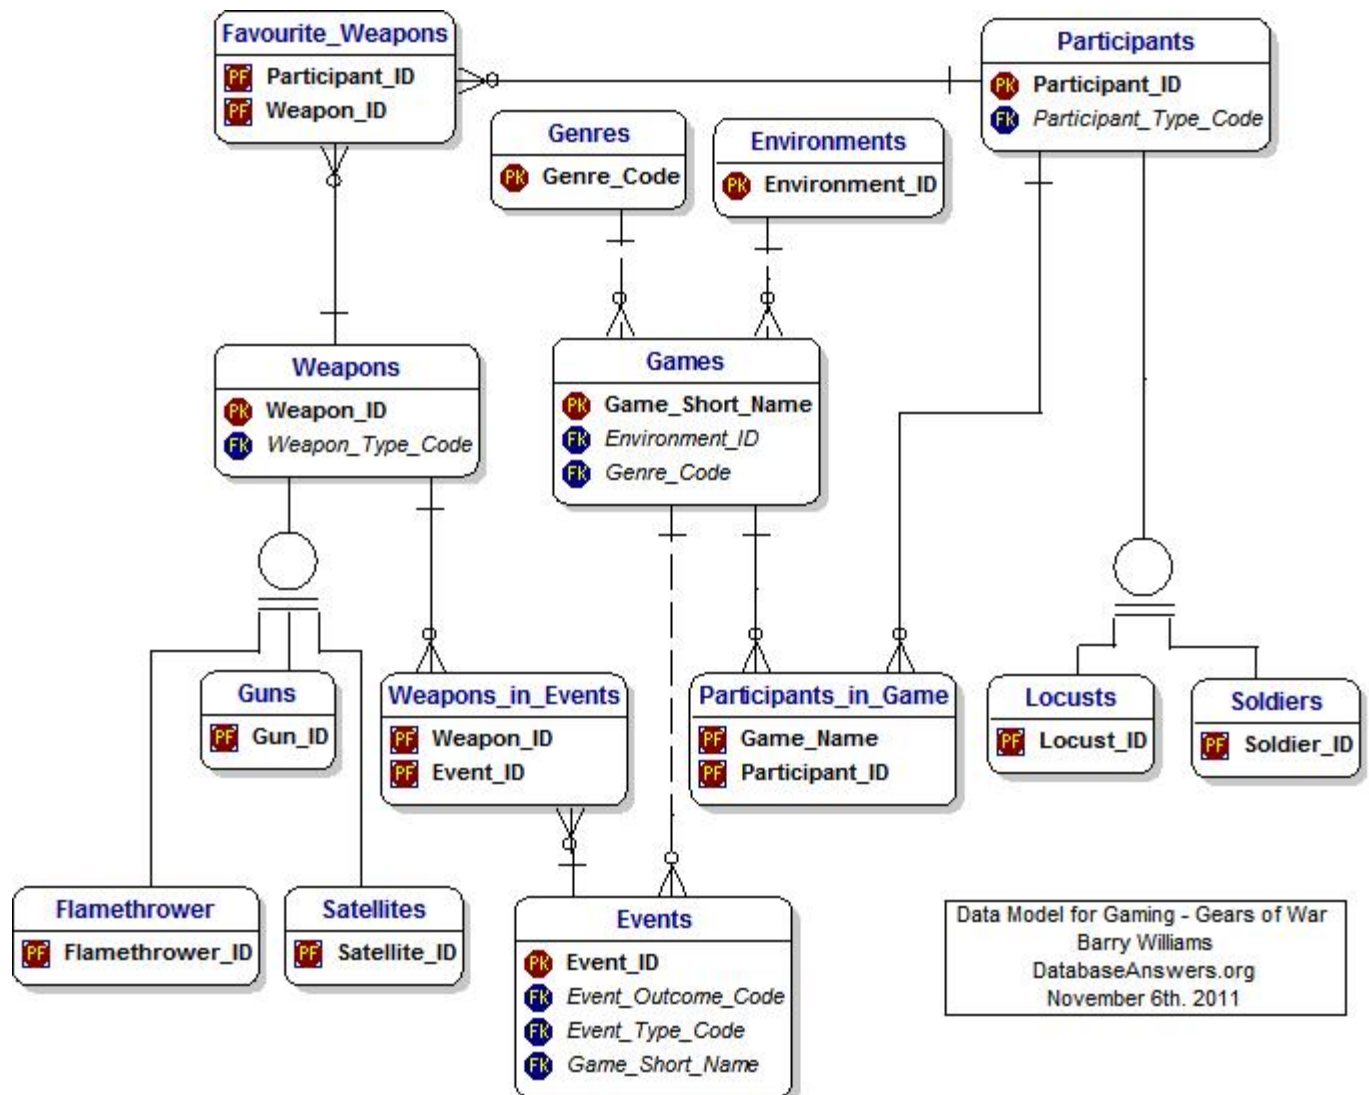 Favourite_Weapons
PF Participant_ID
PF Weapon_ID
Participants
PK Participant_ID
FK Participant_Type_Code
Genres
PK Genre_Code
Environments
PK Environment_ID
Weapons
PK Weapon_ID
FK Weapon_Type_Code
Games
PK Game_Short_Name
FK Environment_ID
FK Genre_Code
Guns
PF Gun_ID
Weapons_in_Events
PF Weapon_ID
PF Event_ID
Participants_in_Game
PF Game_Name
PF Participant_ID
Locusts
PF Locust_ID
Soldiers
PF Soldier_ID
Flamethrower
PF Flamethrower_ID
Satellites
PF Satellite_ID
Events
PK Event_ID
FK Event_Outcome_Code
FK Event_Type_Code
FK Game_Short_Name
Data Model for Gaming - Gears of War
Barry Williams
DatabaseAnswers.org
November 6th. 2011